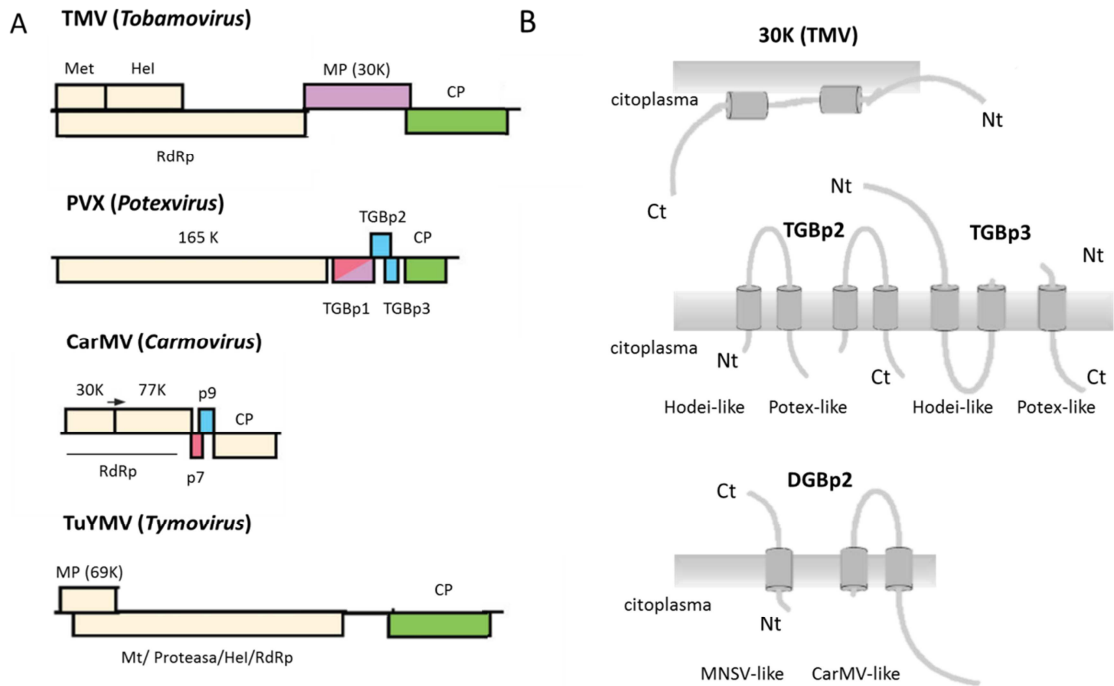 A
TMV (Tobamovirus)
Met Hel MP (30K) CP
RdRp
PVX (Potexvirus)
165 K TGBp2 CP
TGBp1 TGBp3
CarMV (Carmovirus)
30K 77K p9 CP
RdRp p7
TuYMV (Tymovirus)
MP (69K) CP
Mt/ Proteasa/Hel/RdRp
B
30K (TMV)
citoplasma
Nt
Ct
Nt
TGBp2 TGBp3
Nt
citoplasma
Nt Ct Ct
Hodei-like Potex-like Hodei-like Potex-like
DGBp2
Ct
citoplasma
Nt
MNSV-like CarMV-like